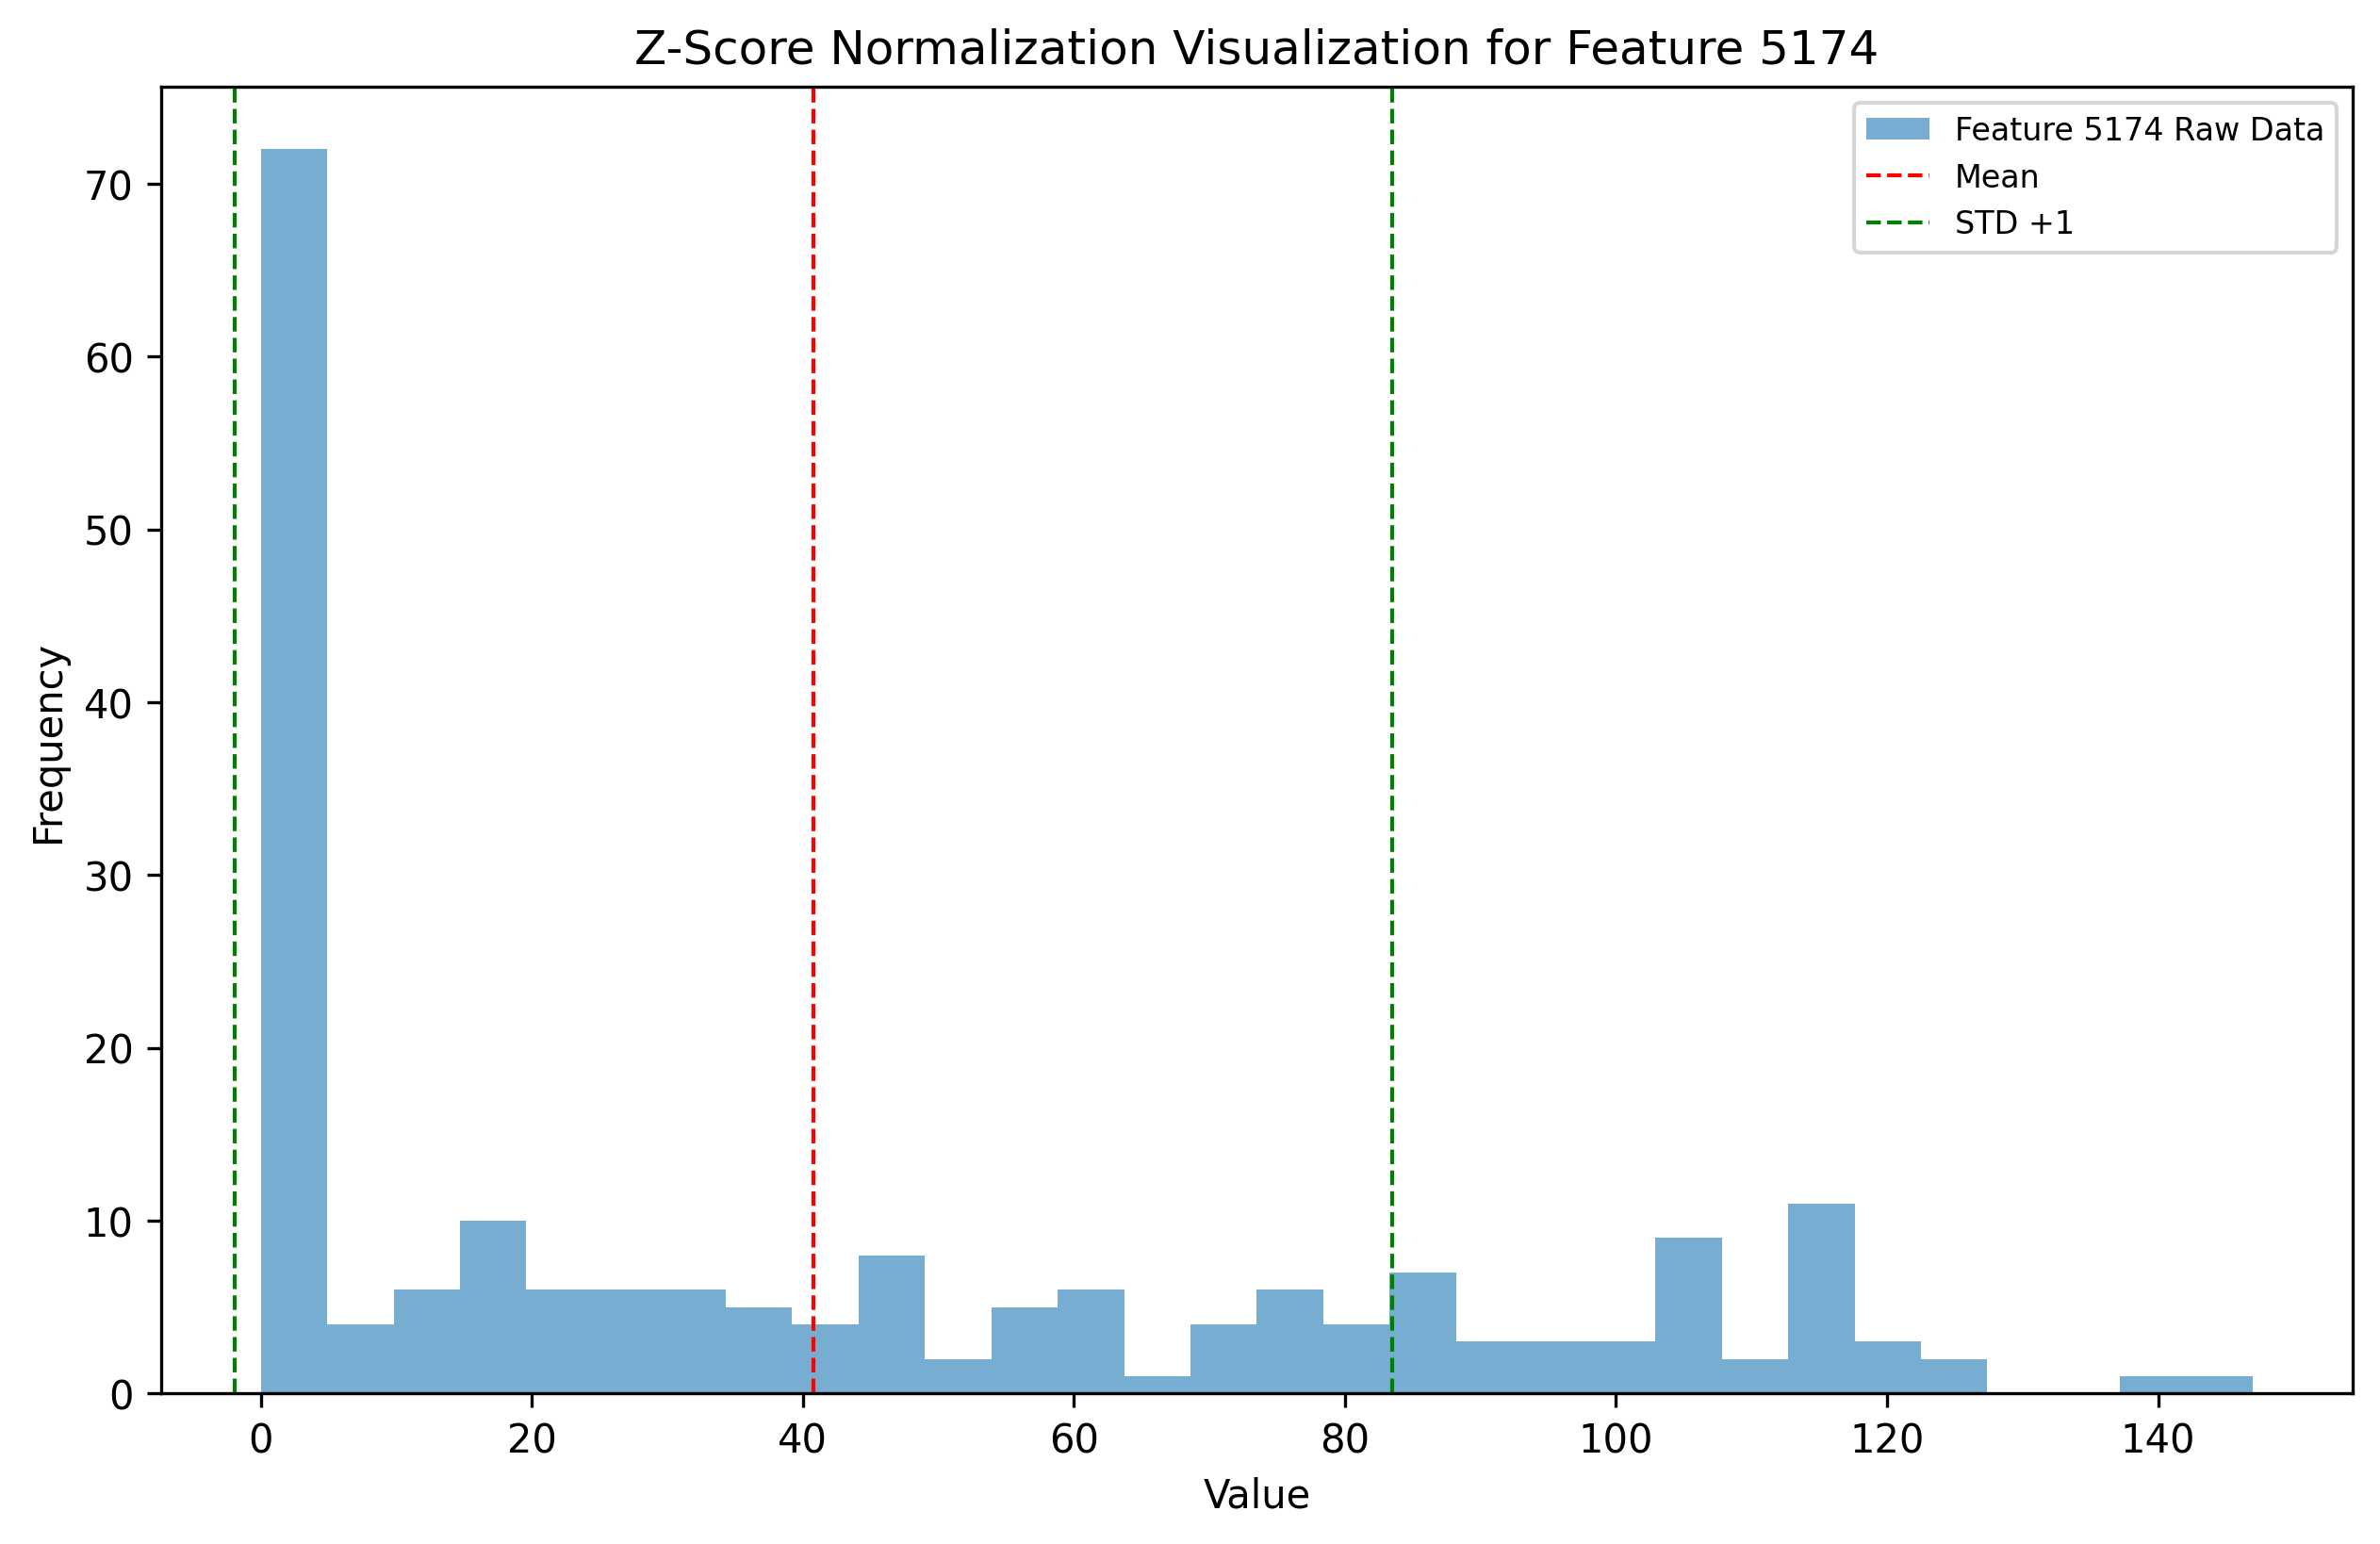 Z-Score Normalization Visualization for Feature 5174
Feature 5174 Raw Data
Mean
STD +1
70
60
50
40
30
20
10
0
Frequency
0 20 40 60 80 100 120 140
Value